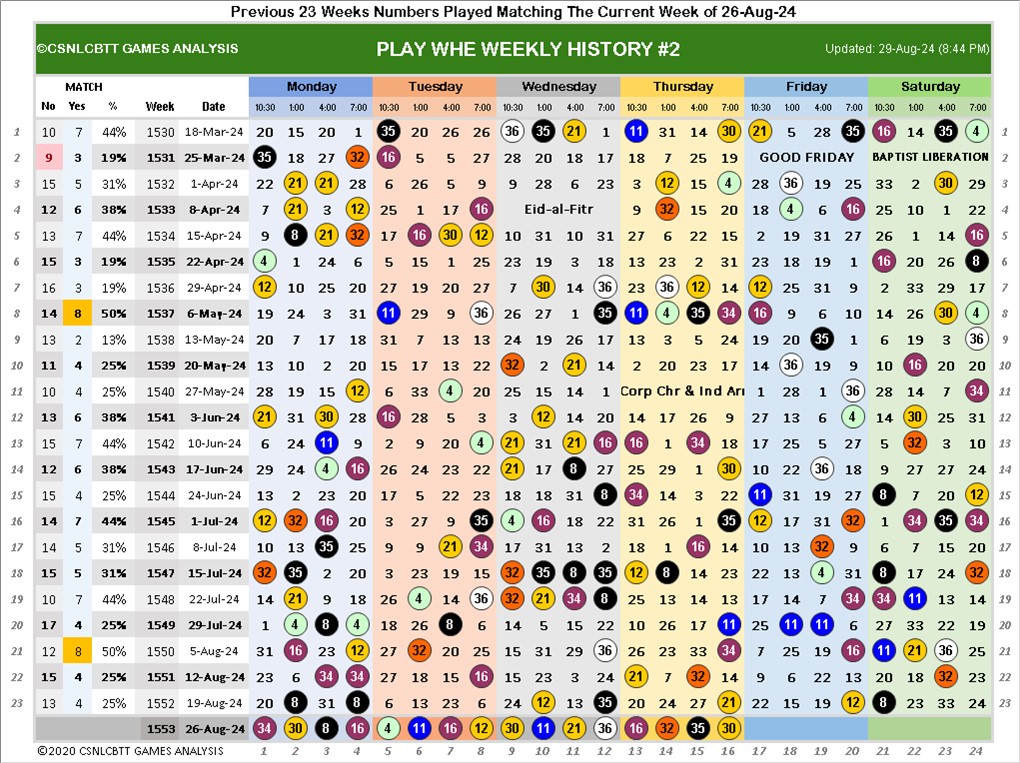 Previous 23 Weeks Numbers Played Matching The Current Week of 26-Aug-24
©CSNLCBTT GAMES ANALYSIS PLAY WHE WEEKLY HISTORY #2 Updated: 29-Aug-24 (8:44 PM)
MATCH Monday Tuesday Wednesday Thursday Friday Saturday
No Yes % Week Date 10:30 1:00 4:00 7:00 10:30 1:00 4:00 7:00 10:30 1:00 4:00 7:00 10:30 1:00 4:00 7:00 10:30 1:00 4:00 7:00 10:30 1:00 4:00 7:00
1 10 7 44% 1530 18-Mar-24 20 15 20 1 35 20 26 26 36 35 21 1 11 31 14 30 21 5 28 35 16 14 35 4 1
2 9 3 19% 1531 25-Mar-24 35 18 27 32 16 5 5 27 28 20 18 17 18 7 25 19 GOOD FRIDAY BAPTIST LIBERATION 2
3 15 5 31% 1532 1-Apr-24 22 21 21 28 6 26 5 9 9 28 6 23 3 12 15 4 28 36 19 25 33 2 30 29 3
4 12 6 38% 1533 8-Apr-24 7 21 3 12 25 1 17 16 Eid-al-Fitr 9 32 15 20 18 4 6 16 25 10 1 22 4
5 13 7 44% 1534 15-Apr-24 9 8 21 32 17 16 30 12 10 31 10 31 27 6 22 15 2 19 31 27 26 1 14 16 5
6 15 3 19% 1535 22-Apr-24 4 1 24 6 5 15 1 25 23 19 3 18 13 23 2 31 23 18 19 1 16 20 26 8 6
7 16 3 19% 1536 29-Apr-24 12 10 25 20 27 19 20 27 7 30 14 36 23 36 12 14 12 25 31 9 2 33 29 17 7
8 14 8 50% 1537 6-May-24 19 24 3 31 11 29 9 36 26 27 1 35 11 4 35 34 16 9 6 10 14 26 30 4 8
9 13 2 13% 1538 13-May-24 9 7 17 18 31 7 13 13 24 19 26 17 13 3 5 24 19 20 35 1 6 19 3 36 9
10 11 4 25% 1539 20-May-24 13 10 2 20 15 17 13 22 32 2 21 14 2 20 23 17 14 36 19 9 10 16 20 17 10
11 10 4 25% 1540 27-May-24 28 19 15 12 6 33 4 20 25 15 14 1 Corp Chr & Ind Arr 1 28 1 36 28 14 7 34 11
12 13 6 38% 1541 3-Jun-24 21 31 30 28 16 28 5 3 3 12 14 20 14 17 26 9 27 13 6 4 22 30 25 31 12
13 15 7 44% 1542 10-Jun-24 6 24 11 9 2 9 20 4 21 31 21 16 16 1 34 18 17 25 5 27 5 32 3 10 13
14 12 6 38% 1543 17-Jun-24 29 24 4 16 26 24 23 22 21 17 8 27 25 29 1 30 10 22 36 18 9 27 27 24 14
15 15 4 25% 1544 24-Jun-24 13 2 23 20 17 5 22 23 18 18 31 8 34 14 3 22 11 31 19 27 8 7 20 12 15
16 14 7 44% 1545 1-Jul-24 12 32 16 20 3 27 9 35 4 16 18 22 31 26 1 35 12 17 31 32 1 34 35 34 16
17 14 5 31% 1546 8-Jul-24 10 13 35 25 9 9 21 34 17 31 13 2 18 1 16 14 10 13 32 9 6 7 15 20 17
18 15 5 31% 1547 15-Jul-24 32 35 2 20 3 23 19 15 32 35 8 35 12 8 14 23 22 13 4 31 8 17 24 32 18
19 10 7 44% 1548 22-Jul-24 14 21 9 18 26 4 14 36 32 21 34 8 25 13 14 13 17 14 7 34 34 11 13 14 19
20 17 4 25% 1549 29-Jul-24 1 4 8 4 18 26 8 6 14 5 15 22 10 26 17 11 25 11 11 6 27 33 22 19 20
21 12 8 50% 1550 5-Aug-24 31 16 23 12 27 32 20 25 15 31 29 36 26 23 33 34 7 25 19 16 11 21 36 25 21
22 15 4 25% 1551 12-Aug-24 3 6 34 34 27 18 15 16 15 23 3 24 21 7 32 14 9 6 22 13 20 18 32 23 22
23 13 4 25% 1552 19-Aug-24 20 8 31 8 6 13 23 6 24 12 13 35 20 24 27 21 22 15 19 12 8 23 33 24 23
1553 26-Aug-24 34 30 8 16 4 11 16 12 30 11 21 36 16 32 35 30
©2020 CSNLCBTT GAMES ANALYSIS 1 2 3 4 5 6 7 8 9 10 11 12 13 14 15 16 17 18 19 20 21 22 23 24